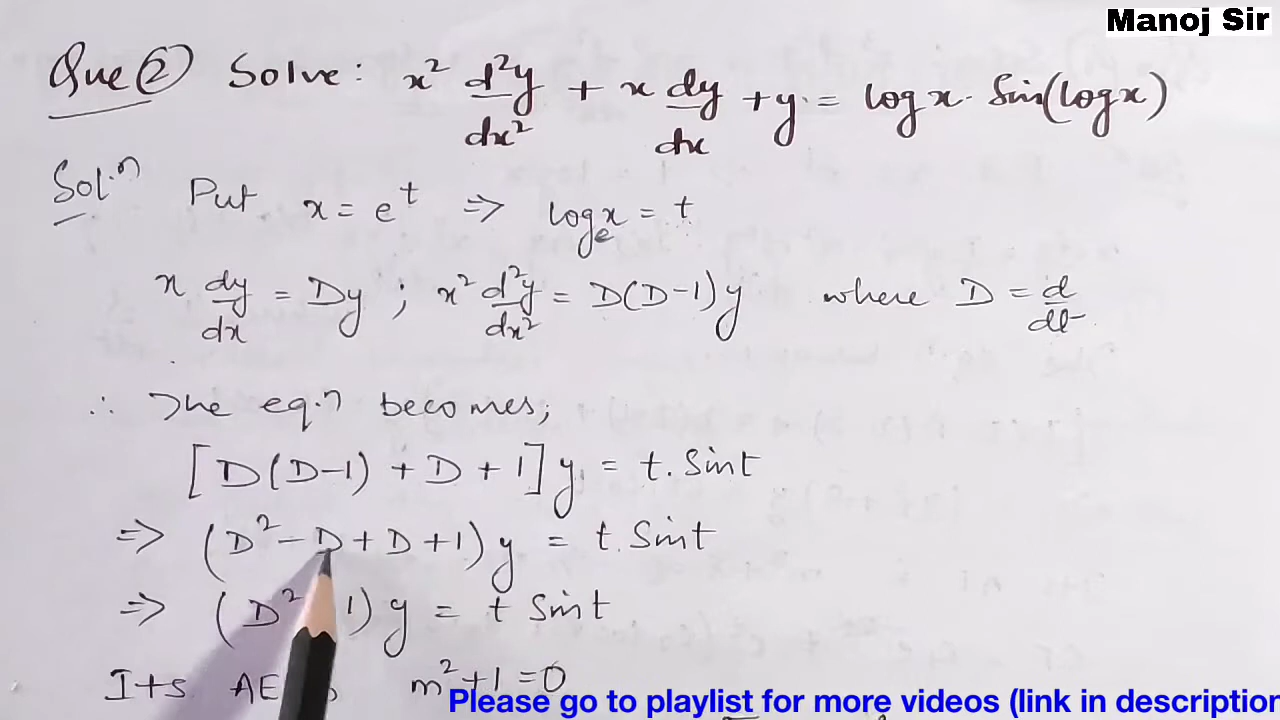 Manoj Sir
Que ② Solve: x² d²y/dx² + x dy/dx + y = log x. Sin(log x)
Sol.n Put x = e^t ⇒ logₑx = t
x dy/dx = Dy ; x² d²y/dx² = D(D-1)y where D = d/dt
∴ The eq.n becomes;
[D(D-1) + D + 1] y = t. Sint
⇒ (D² - D + D + 1) y = t. Sint
⇒ (D² 1) y = t Sint
Its AE m² + 1 = 0
Please go to playlist for more videos (link in description